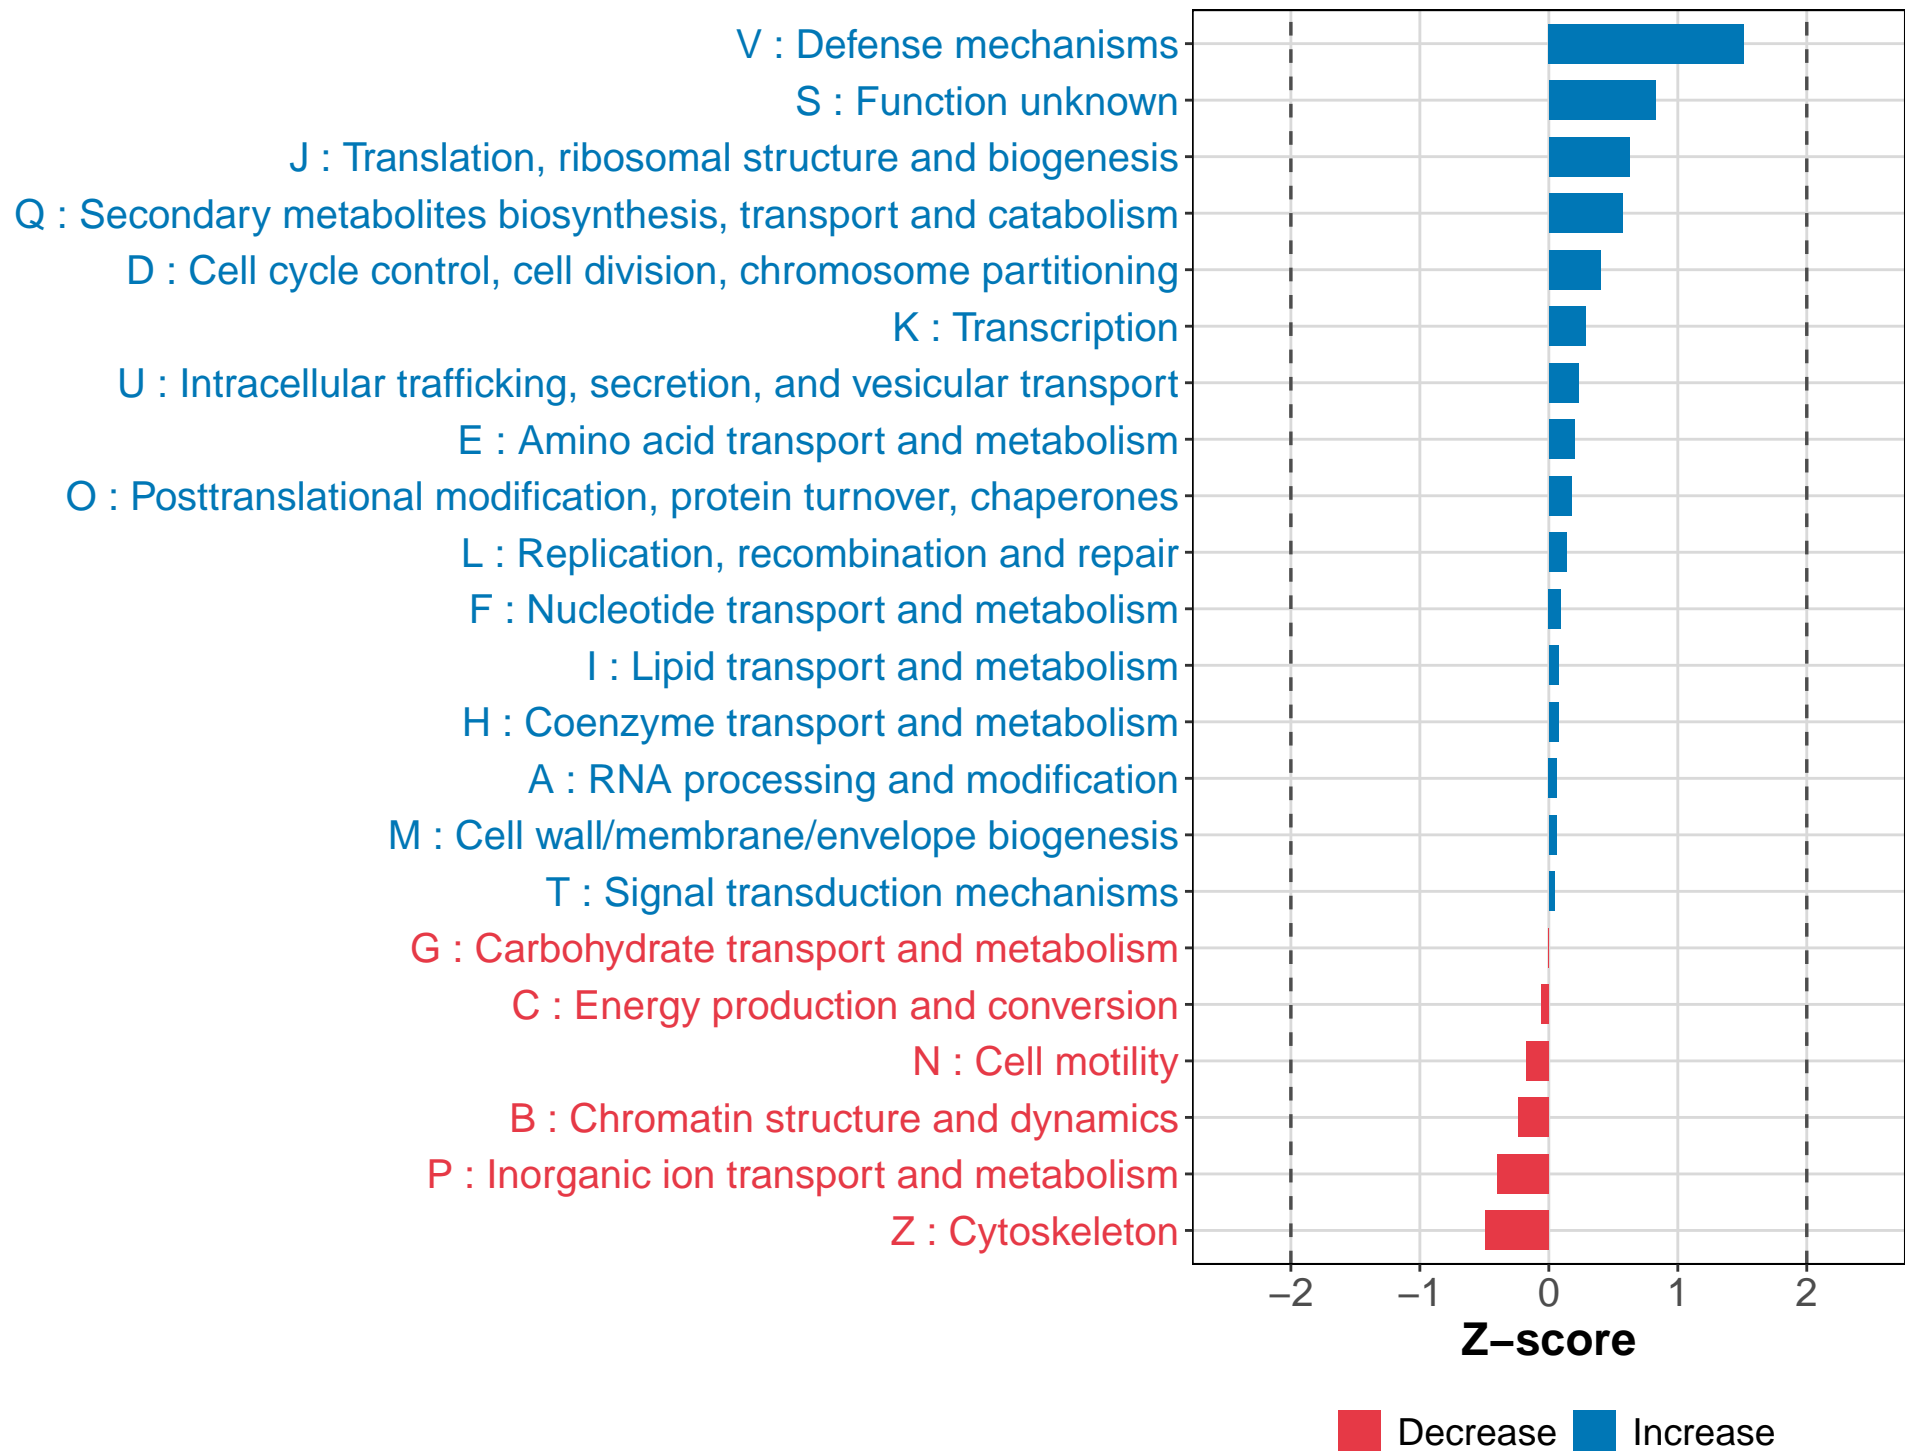 V : Defense mechanisms
S : Function unknown
J : Translation, ribosomal structure and biogenesis
Q : Secondary metabolites biosynthesis, transport and catabolism
D : Cell cycle control, cell division, chromosome partitioning
K : Transcription
U : Intracellular trafficking, secretion, and vesicular transport
E : Amino acid transport and metabolism
O : Posttranslational modification, protein turnover, chaperones
L : Replication, recombination and repair
F : Nucleotide transport and metabolism
I : Lipid transport and metabolism
H : Coenzyme transport and metabolism
A : RNA processing and modification
M : Cell wall/membrane/envelope biogenesis
T : Signal transduction mechanisms
G : Carbohydrate transport and metabolism
C : Energy production and conversion
N : Cell motility
B : Chromatin structure and dynamics
P : Inorganic ion transport and metabolism
Z : Cytoskeleton
−2 −1 0 1 2
Z−score
Decrease Increase